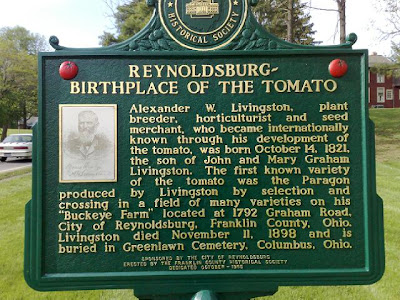 HISTORICAL SOCIETY
REYNOLDSBURG-
BIRTHPLACE OF THE TOMATO
Alexander W. Livingston, plant
breeder, horticulturist and seed
merchant, who became internationally
known through his development of
the tomato, was born October 14, 1821,
the son of John and Mary Graham
Livingston. The first known variety
of the tomato was the Paragon
produced by Livingston by selection and
crossing in a field of many varieties on his
"Buckeye Farm" located at 1792 Graham Road,
City of Reynoldsburg, Franklin County, Ohio.
Livingston died November 11, 1898 and is
buried in Greenlawn Cemetery, Columbus, Ohio.
SPONSORED BY THE CITY OF REYNOLDSBURG
ERECTED BY THE FRANKLIN COUNTY HISTORICAL SOCIETY
DEDICATED OCTOBER -